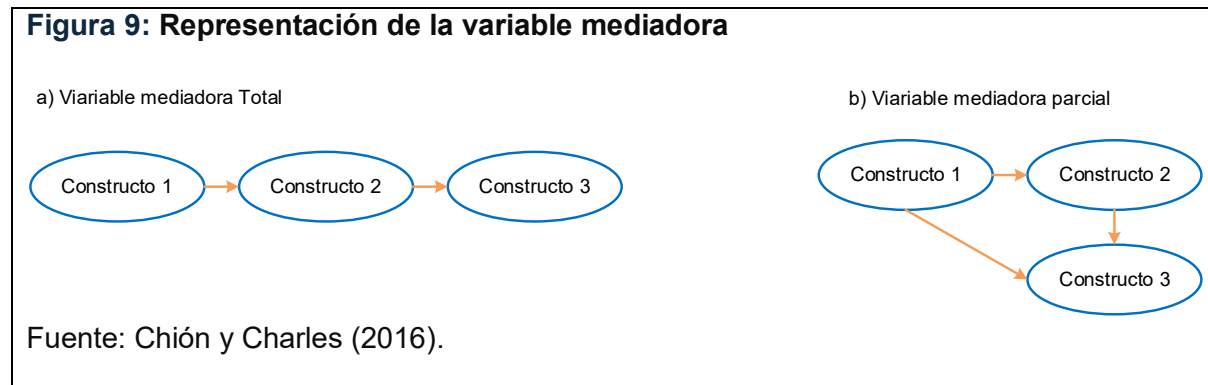 Figura 9: Representación de la variable mediadora
a) Viariable mediadora Total
Constructo 1
Constructo 2
Constructo 3
b) Viariable mediadora parcial
Constructo 1
Constructo 2
Constructo 3
Fuente: Chión y Charles (2016).